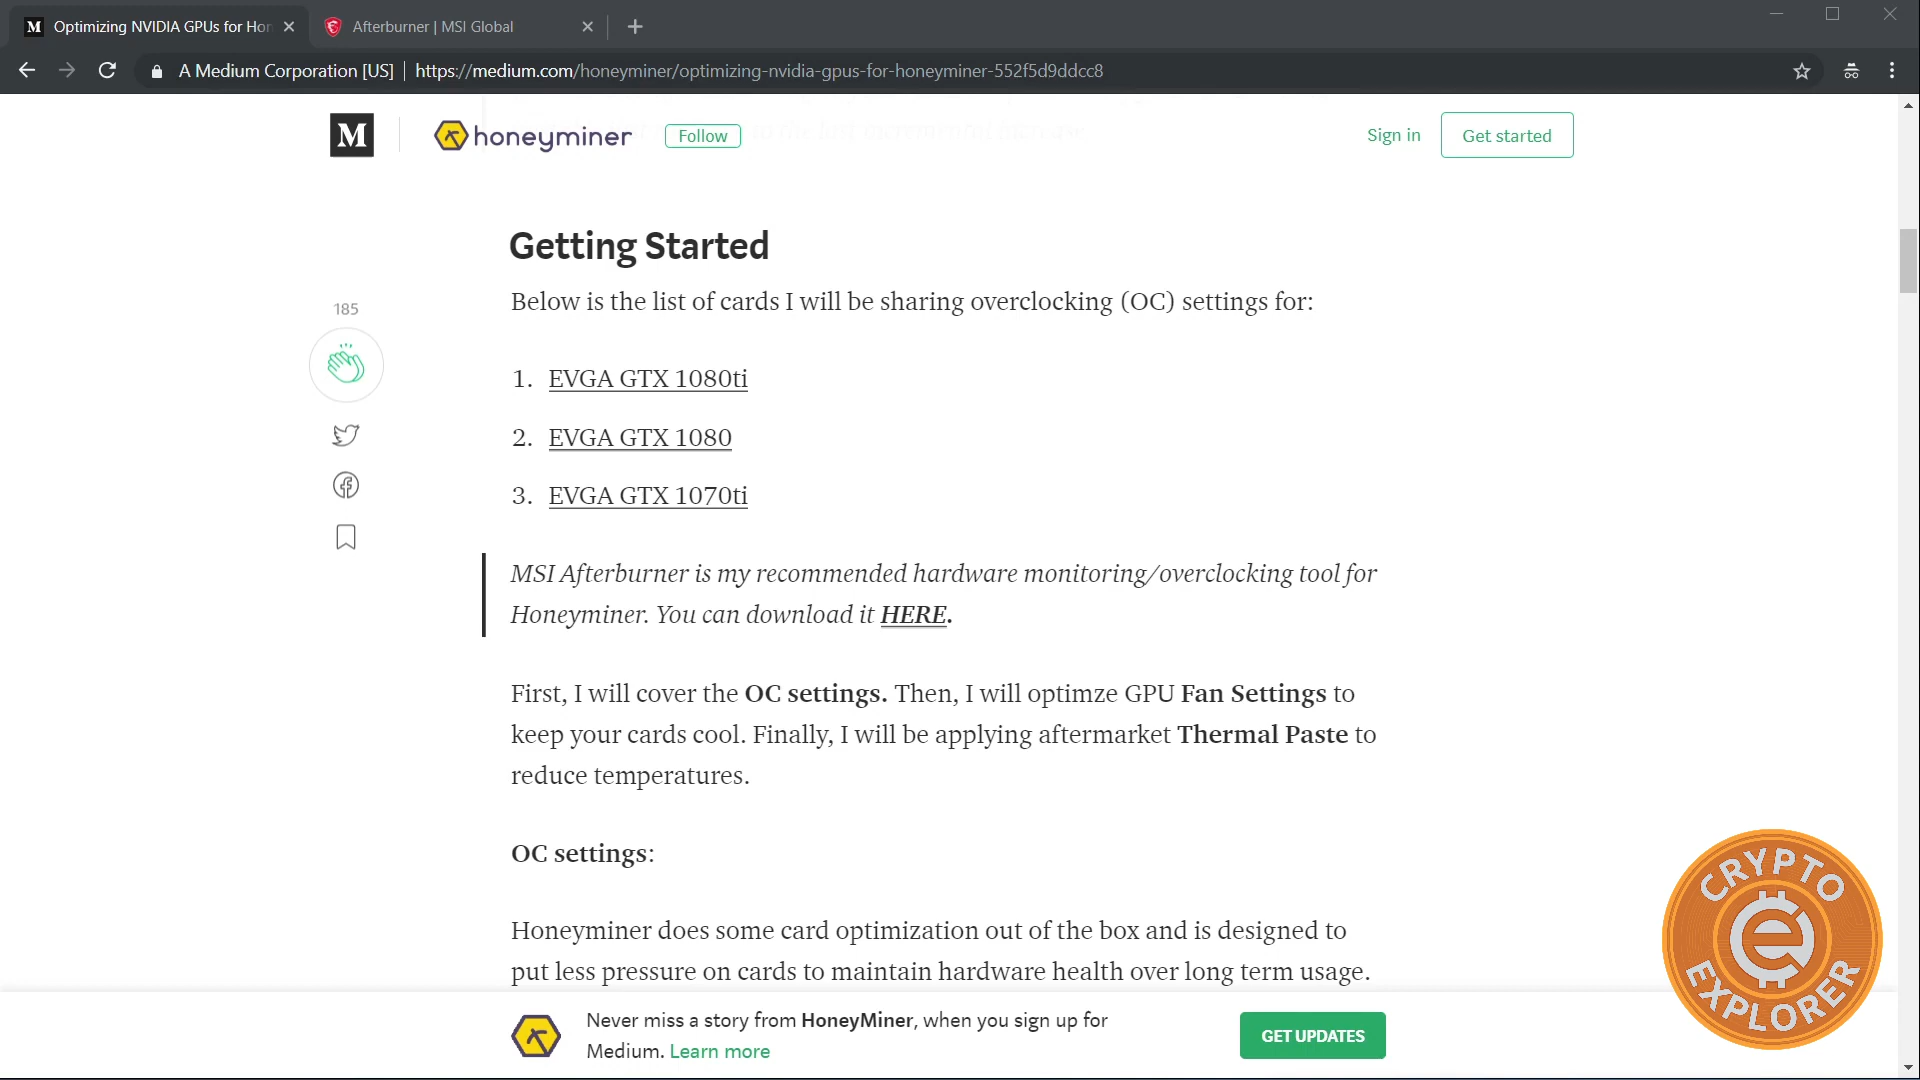 Optimizing NVIDIA GPUs for Hon
Afterburner | MSI Global
A Medium Corporation [US] | https://medium.com/honeyminer/optimizing-nvidia-gpus-for-honeyminer-552f5d9ddcc8
M honeyminer Follow Sign in Get started
Getting Started
Below is the list of cards I will be sharing overclocking (OC) settings for:
185
1. EVGA GTX 1080ti
2. EVGA GTX 1080
3. EVGA GTX 1070ti
MSI Afterburner is my recommended hardware monitoring/overclocking tool for
Honeyminer. You can download it HERE.
First, I will cover the OC settings. Then, I will optimze GPU Fan Settings to
keep your cards cool. Finally, I will be applying aftermarket Thermal Paste to
reduce temperatures.
OC settings:
Honeyminer does some card optimization out of the box and is designed to
put less pressure on cards to maintain hardware health over long term usage.
Never miss a story from HoneyMiner, when you sign up for
Medium. Learn more
GET UPDATES
CRYPTO
EXPLORER